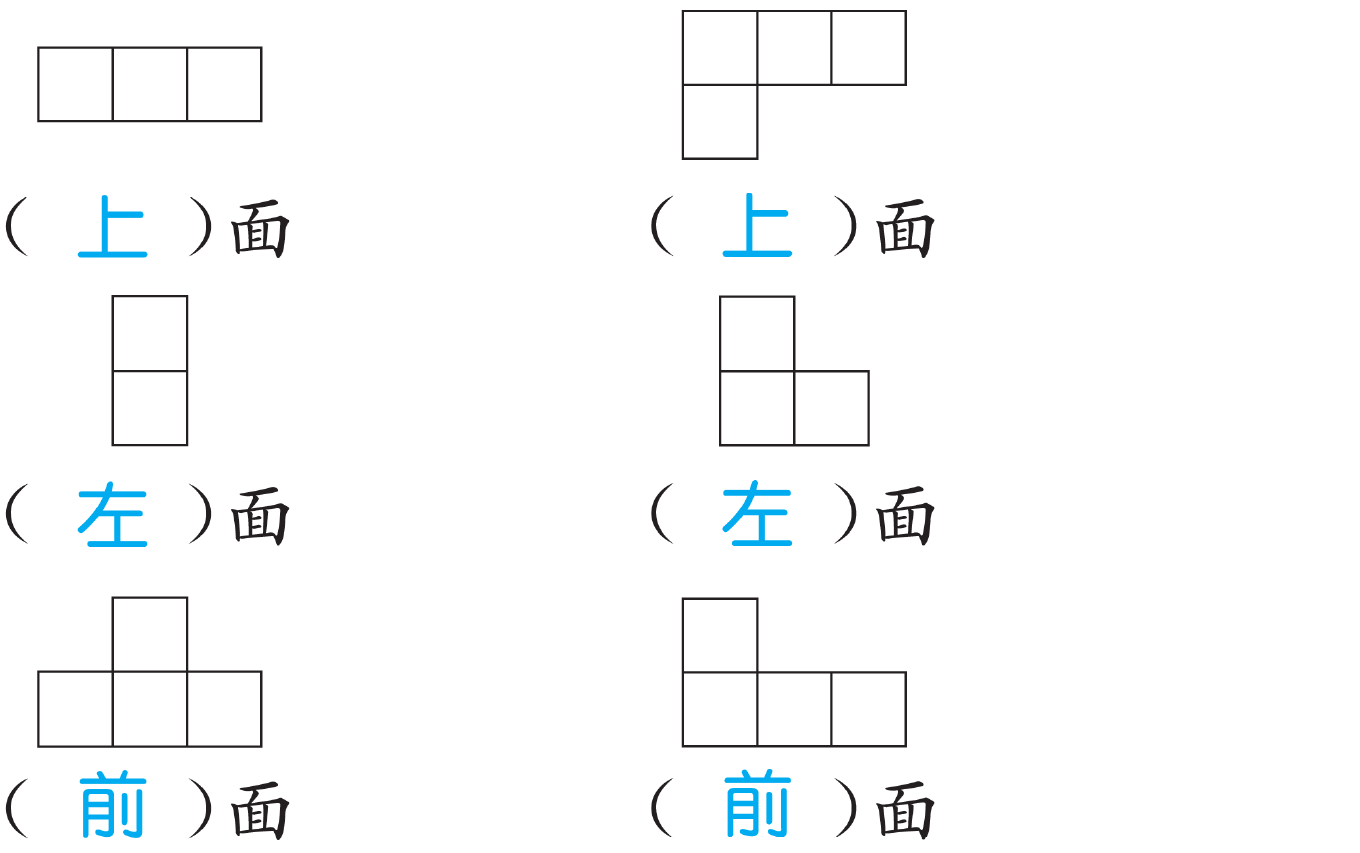 （ 上 ）面 （ 上 ）面
（ 左 ）面 （ 左 ）面
（ 前 ）面 （ 前 ）面